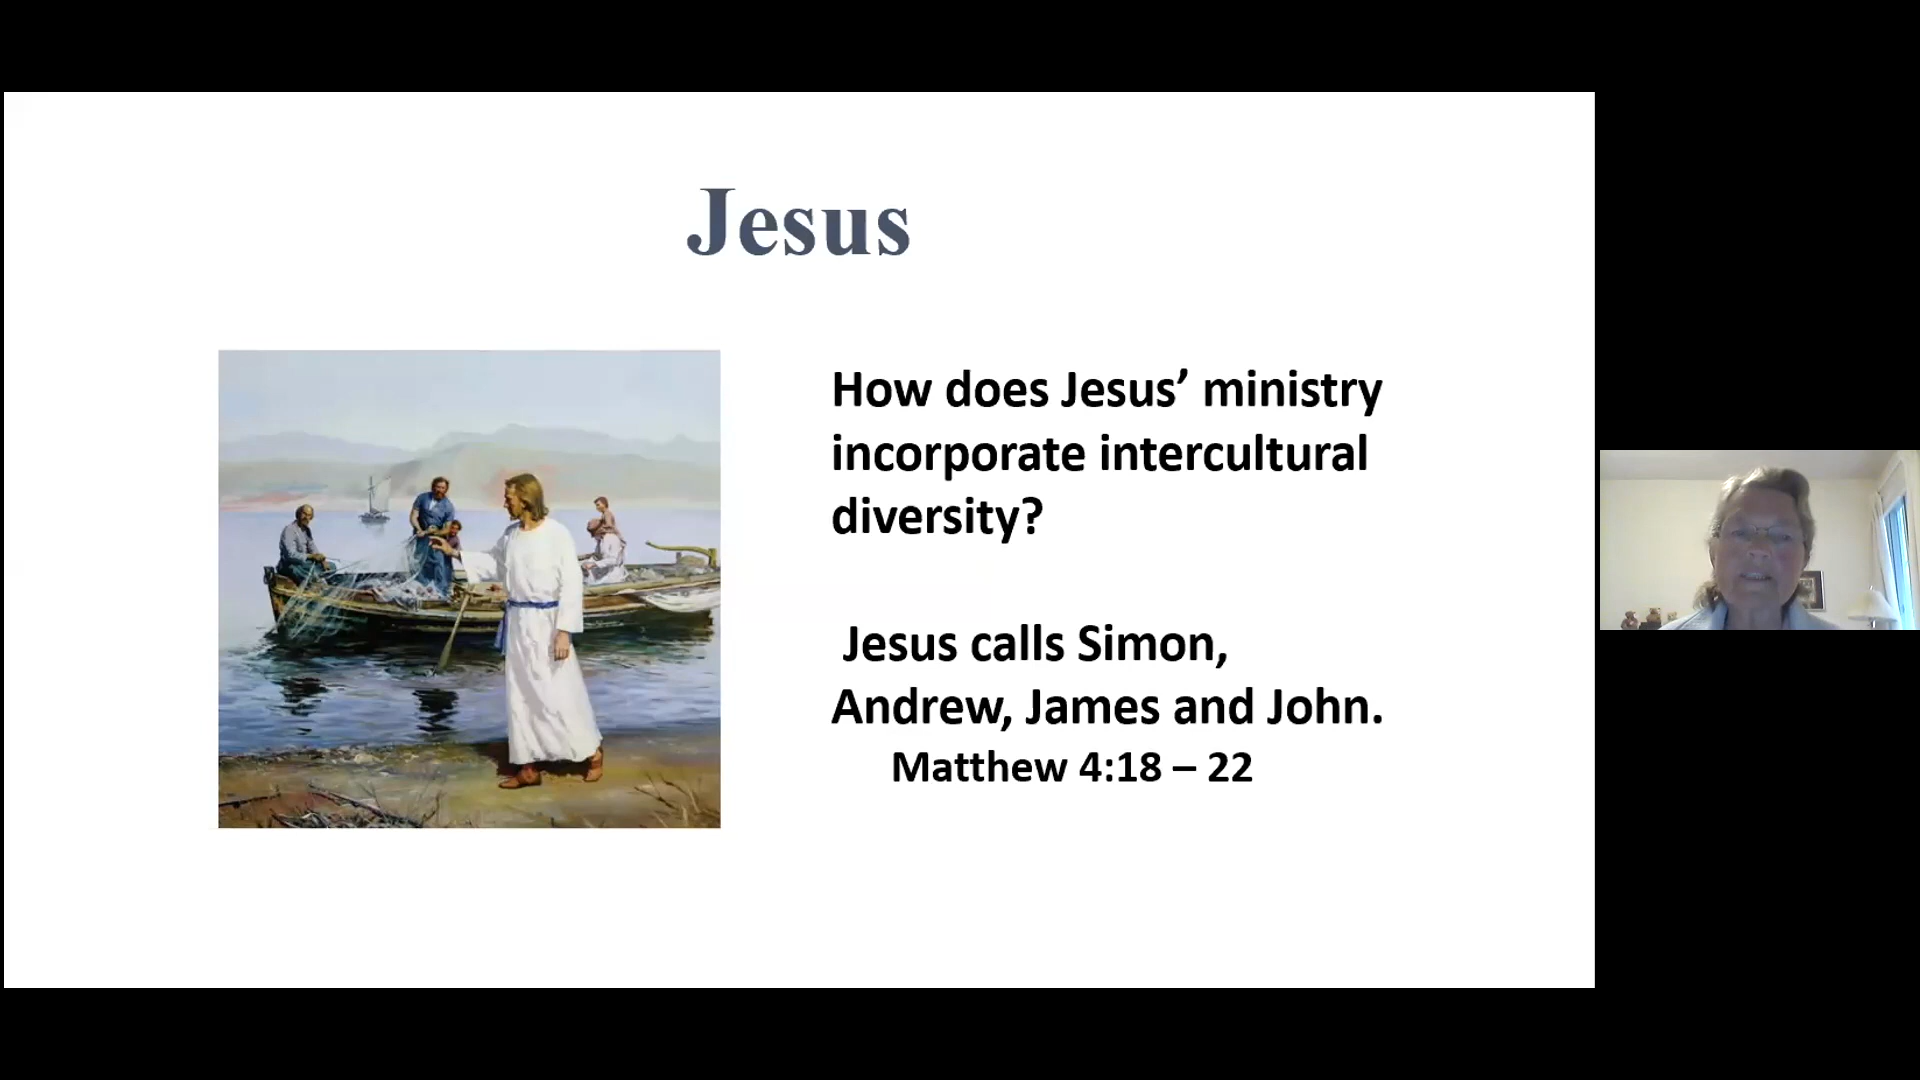 Jesus
How does Jesus’ ministry
incorporate intercultural
diversity?
Jesus calls Simon,
Andrew, James and John.
Matthew 4:18 – 22